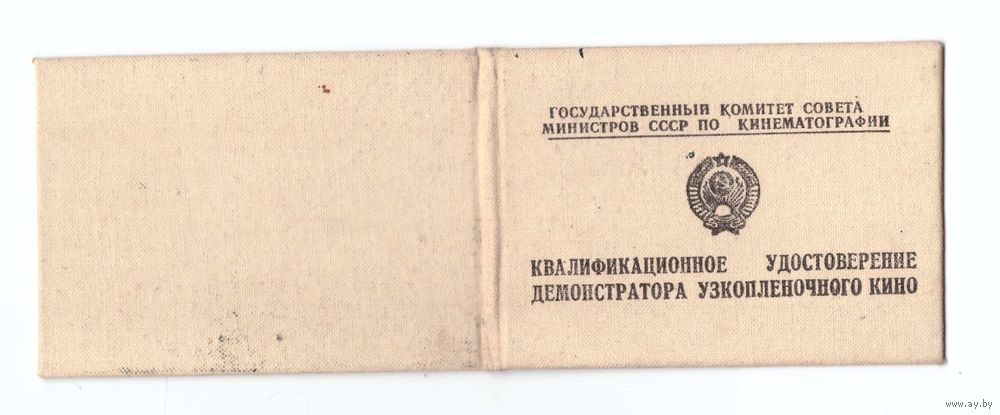 ГОСУДАРСТВЕННЫЙ КОМИТЕТ СОВЕТА
МИНИСТРОВ СССР ПО КИНЕМАТОГРАФИИ
КВАЛИФИКАЦИОННОЕ УДОСТОВЕРЕНИЕ
ДЕМОНСТРАТОРА УЗКОПЛЕНОЧНОГО КИНО
www.ay.by